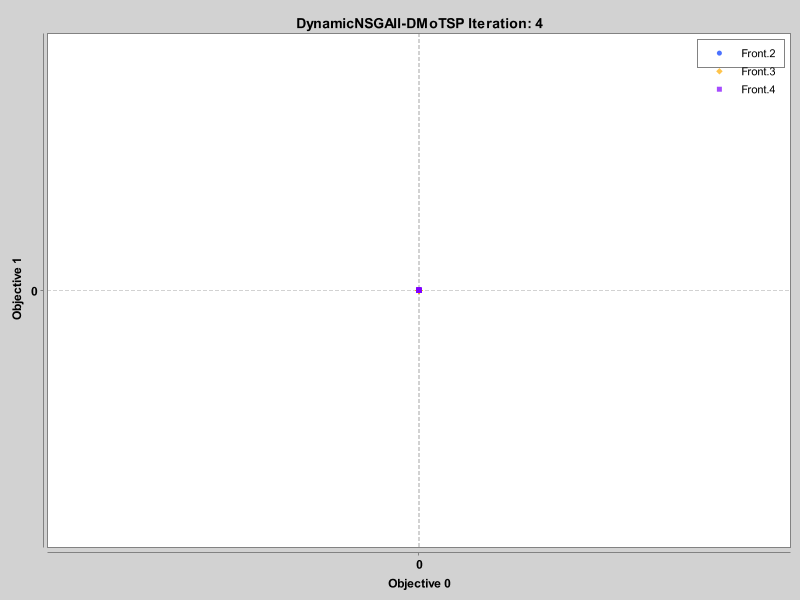 DynamicNSGAII-DMoTSP Iteration: 4
Front.2
Front.3
Front.4
Objective 1
0
0
Objective 0